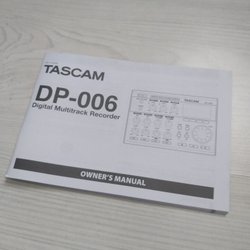 TASCAM
DP-006
Digital Multitrack Recorder
OWNER'S MANUAL